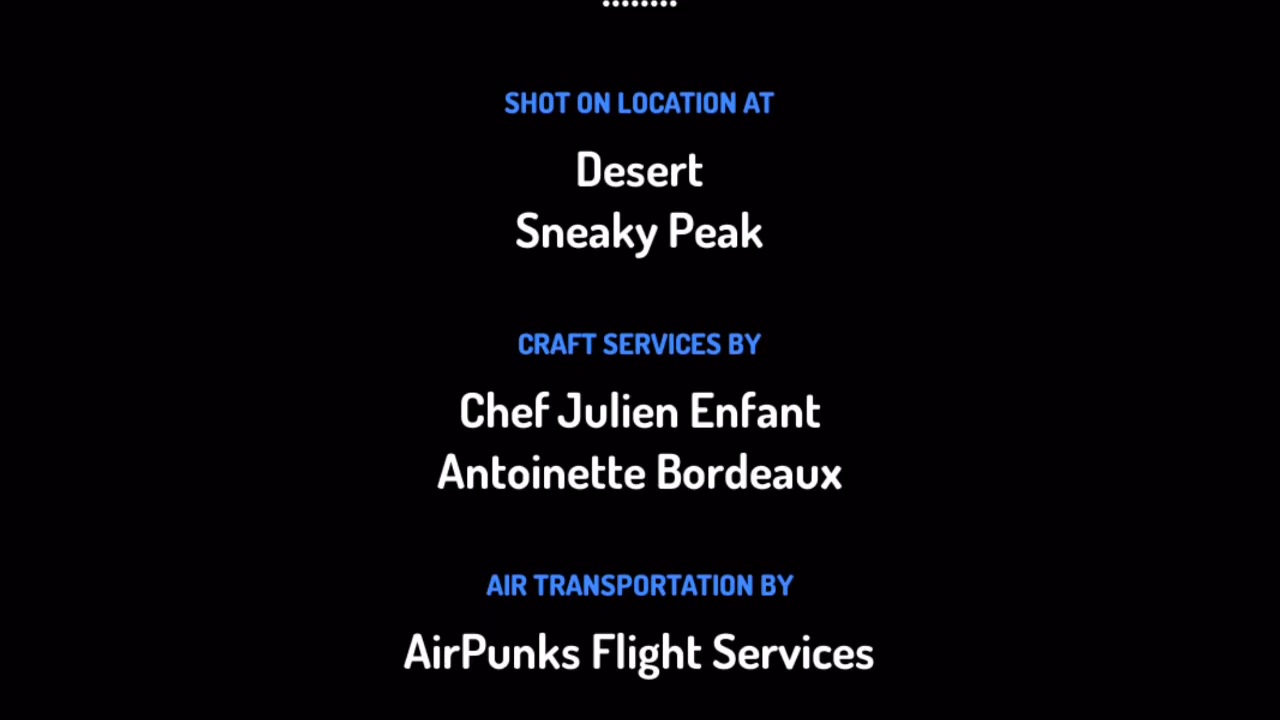 SHOT ON LOCATION AT
Desert
Sneaky Peak
CRAFT SERVICES BY
Chef Julien Enfant
Antoinette Bordeaux
AIR TRANSPORTATION BY
AirPunks Flight Services